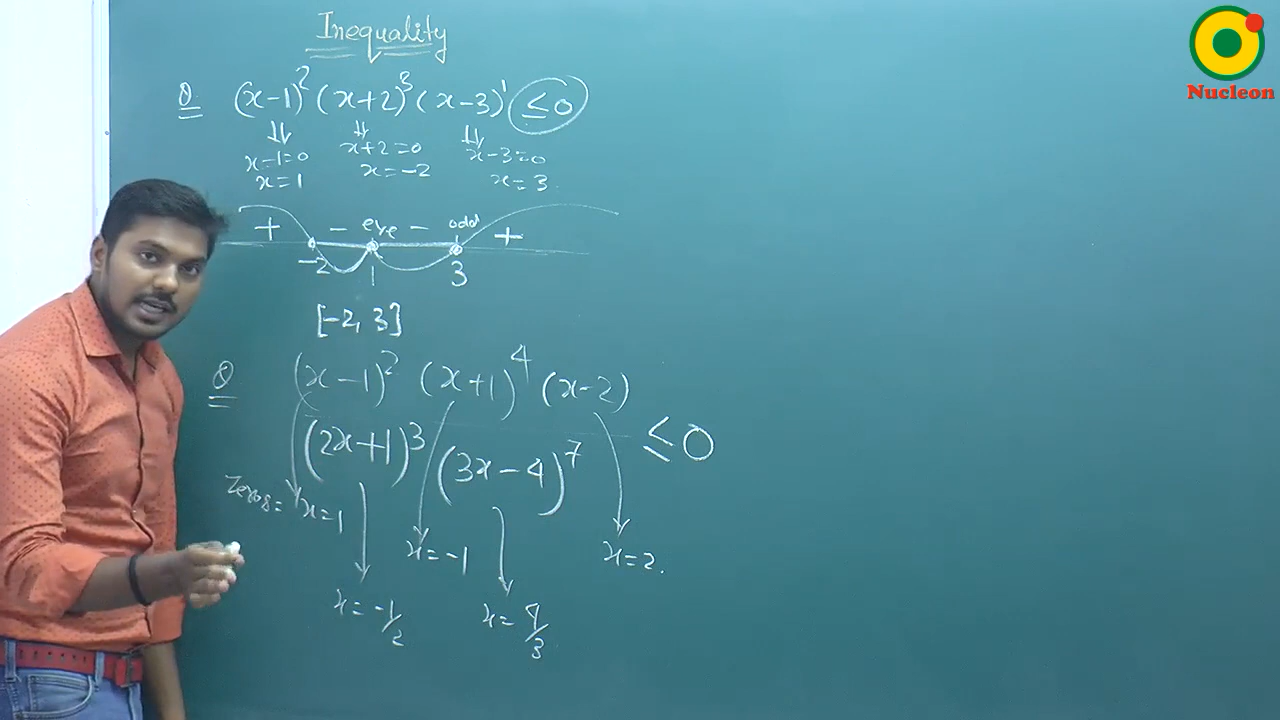 Inequality
Nucleon
Q. (x-1)² (x+2)³ (x-3)¹ ≤0
x-1=0 x+2=0 x-3=0
x=1 x=-2 x=3.
+ - eve - odd +
-2 1 3
[-2, 3]
Q (x-1)² (x+1)⁴ (x-2)
(2x+1)³ (3x-4)⁷ ≤0
Zeros= x=1 x=-1 x=2.
x=-1/2 x=4/3